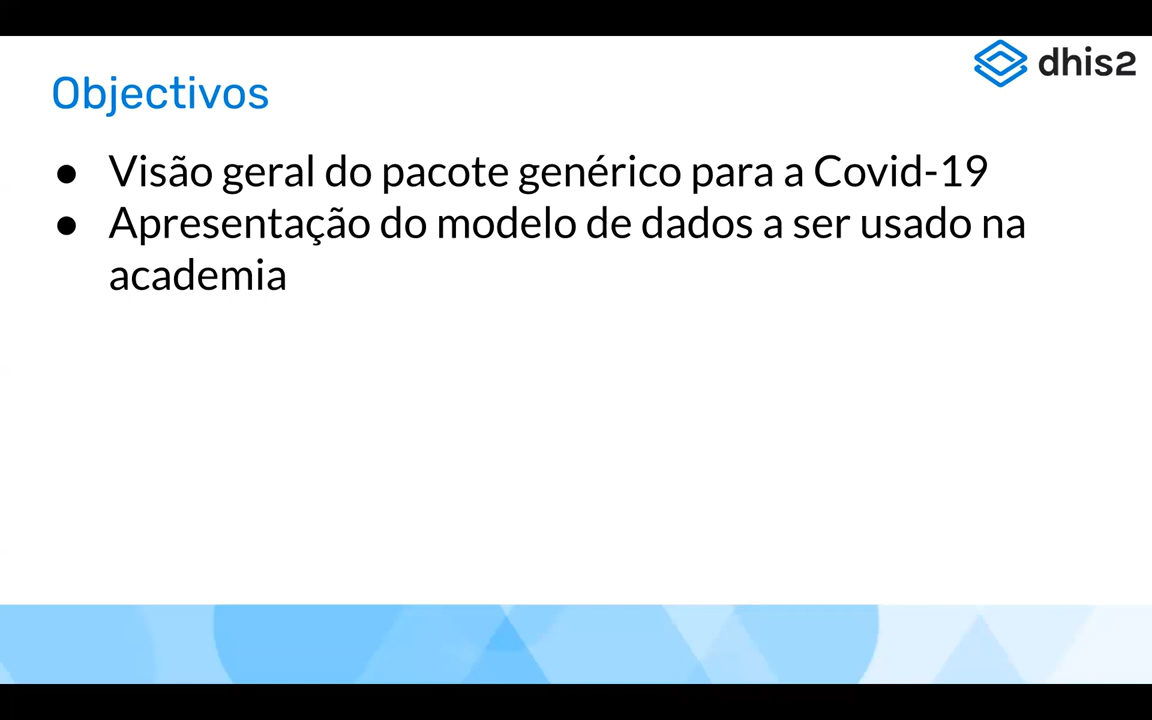 dhis2
Objectivos
● Visão geral do pacote genérico para a Covid-19
● Apresentação do modelo de dados a ser usado na
academia